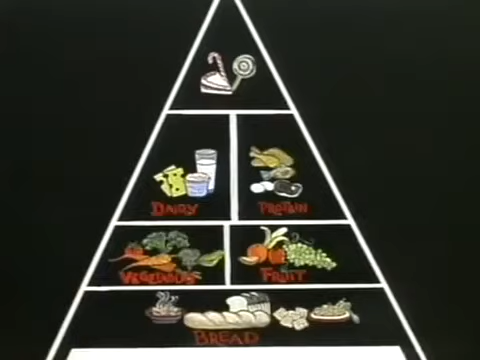 DAIRY
PROTEIN
VEGETABLES
FRUIT
BREAD